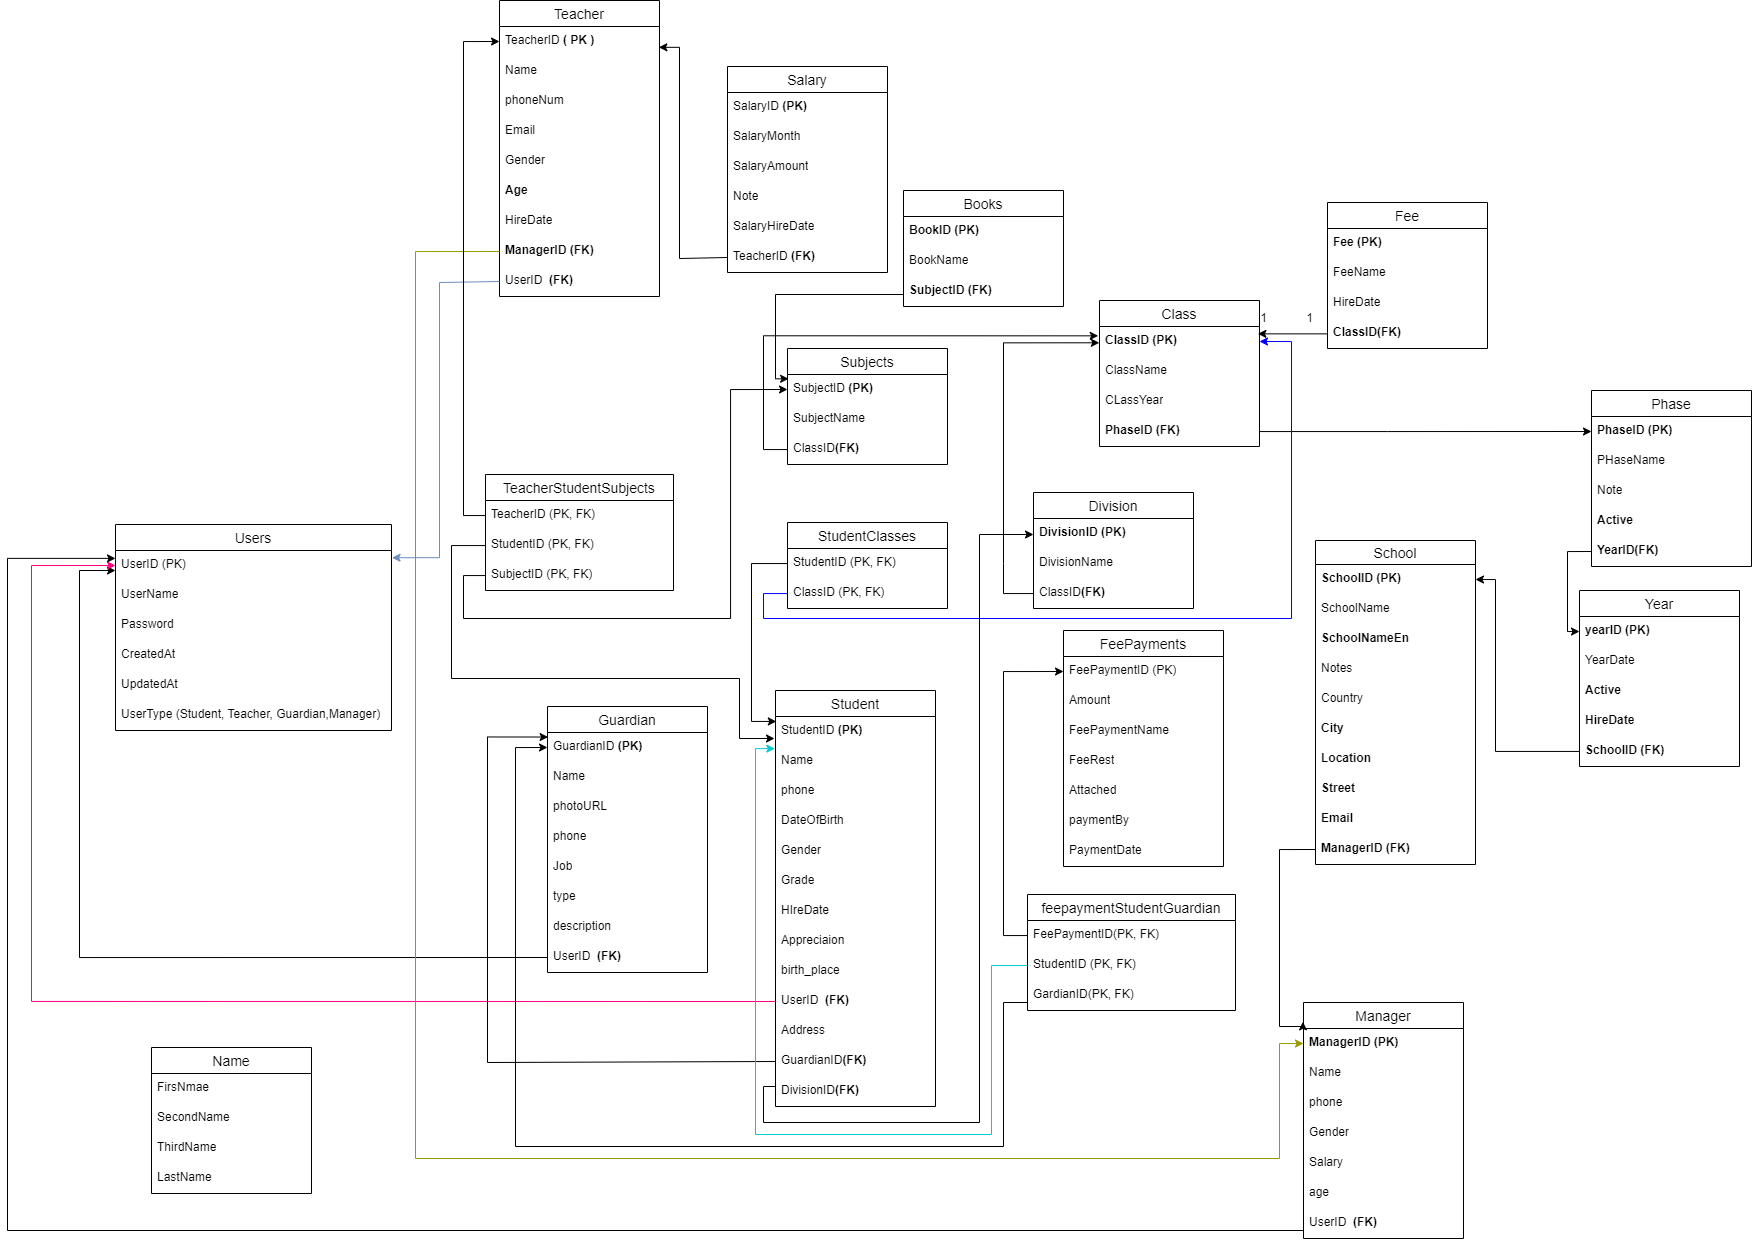 Teacher
TeacherID ( PK )
Name
phoneNum
Email
Gender
Age
HireDate
ManagerID (FK)
UserID (FK)
Salary
SalaryID (PK)
SalaryMonth
SalaryAmount
Note
SalaryHireDate
TeacherID (FK)
Books
BookID (PK)
BookName
SubjectID (FK)
Fee
Fee (PK)
FeeName
HireDate
ClassID(FK)
1
1
Class
ClassID (PK)
ClassName
CLassYear
PhaseID (FK)
Subjects
SubjectID (PK)
SubjectName
ClassID(FK)
Phase
PhaseID (PK)
PHaseName
Note
Active
YearID(FK)
TeacherStudentSubjects
TeacherID (PK, FK)
StudentID (PK, FK)
SubjectID (PK, FK)
Users
UserID (PK)
UserName
Password
CreatedAt
UpdatedAt
UserType (Student, Teacher, Guardian,Manager)
StudentClasses
StudentID (PK, FK)
ClassID (PK, FK)
Division
DivisionID (PK)
DivisionName
ClassID(FK)
School
SchoolID (PK)
SchoolName
SchoolNameEn
Notes
Country
City
Location
Street
Email
ManagerID (FK)
Year
yearID (PK)
YearDate
Active
HireDate
SchoolID (FK)
FeePayments
FeePaymentID (PK)
Amount
FeePaymentName
FeeRest
Attached
paymentBy
PaymentDate
Guardian
GuardianID (PK)
Name
photoURL
phone
Job
type
description
UserID (FK)
Student
StudentID (PK)
Name
phone
DateOfBirth
Gender
Grade
HIreDate
Appreciaion
birth_place
UserID (FK)
Address
GuardianID(FK)
DivisionID(FK)
feepaymentStudentGuardian
FeePaymentID(PK, FK)
StudentID (PK, FK)
GardianID(PK, FK)
Manager
ManagerID (PK)
Name
phone
Gender
Salary
age
UserID (FK)
Name
FirsNmae
SecondName
ThirdName
LastName